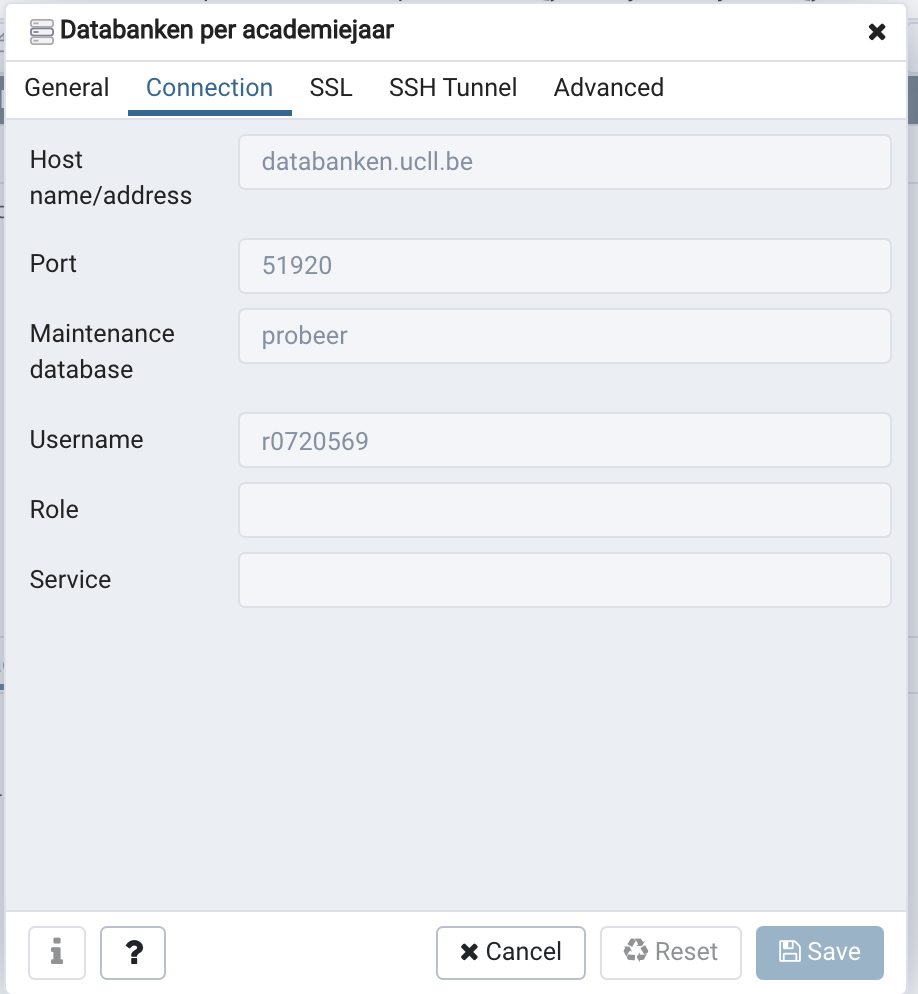 Databanken per academiejaar
General Connection SSL SSH Tunnel Advanced
Host
name/address
databanken.ucll.be
Port
51920
Maintenance
database
probeer
Username
r0720569
Role
Service
i ? Cancel Reset Save